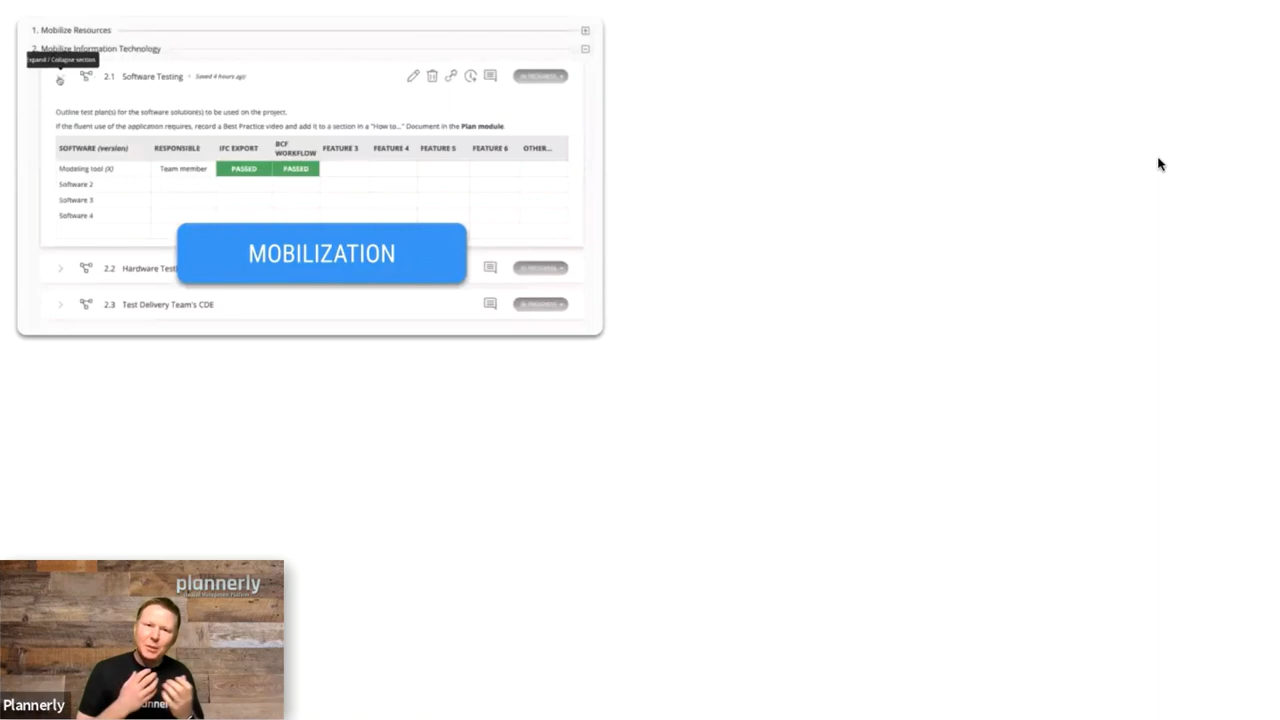 1. Mobilize Resources
2. Mobilize Information Technology
Expand / Collapse section
2.1 Software Testing Saved 4 hours ago
Outline test plan(s) for the software solution(s) to be used on the project.
If the fluent use of the application requires, record a Best Practice video and add it to a section in a "How to..." Document in the Plan module.
SOFTWARE (version) RESPONSIBLE IFC EXPORT BCF WORKFLOW FEATURE 3 FEATURE 4 FEATURE 5 FEATURE 6 OTHER...
Modeling tool (X) Team member PASSED PASSED
Software 2
Software 3
Software 4
MOBILIZATION
2.2 Hardware Testi
2.3 Test Delivery Team's CDE
plannerly
Plannerly